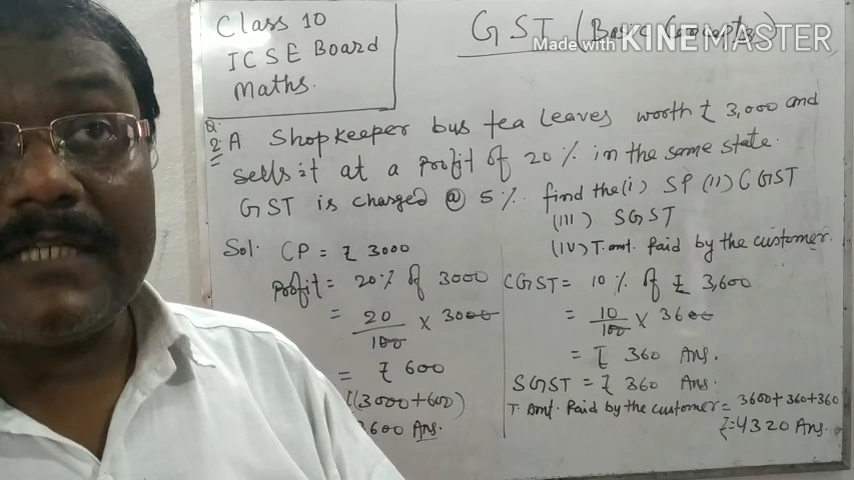 Class 10
ICSE Board
Maths.
GST (Basic Concepts)
Made with KINEMASTER
Q.
2. A Shopkeeper bus tea leaves worth ₹ 3,000 and
sells it at a Profit of 20% in the same state.
GST is charged @ 5%. find the (i) SP (II) CGST
(III) SGST
(IV) T. amt. Paid by the customer.
Sol. CP = ₹ 3000
Profit = 20% of 3000
= 20/100 × 3000
= ₹ 600
(3000+600)
3600 Ans.
CGST = 10% of ₹ 3,600
= 10/100 × 3600
= ₹ 360 Ans.
SGST = ₹ 360 Ans.
T. Amt. Paid by the customer = 3600+360+360
₹=4320 Ans.